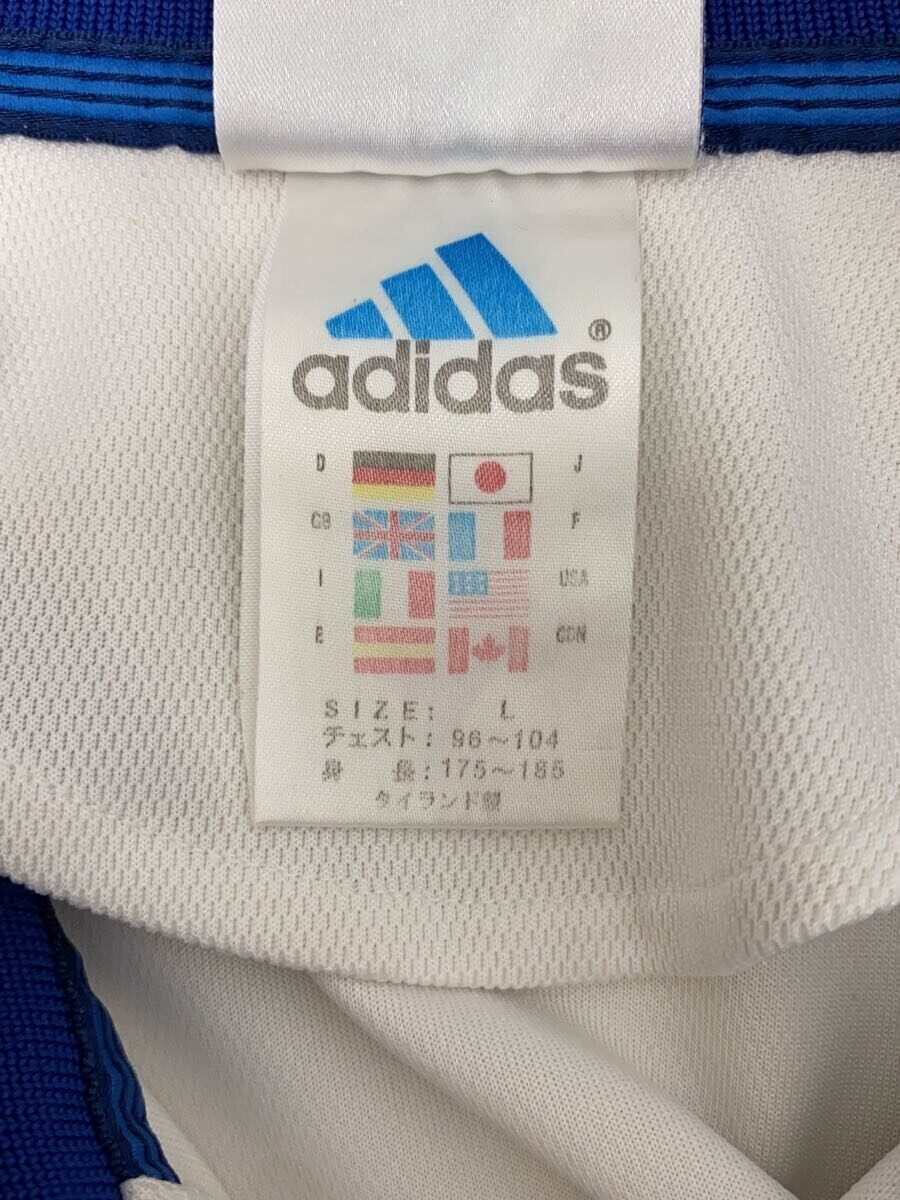 adidas®
D J
GB F
I USA
E CDN
SIZE: L
チェスト: 96～104
身 長: 175～185
タイランド製